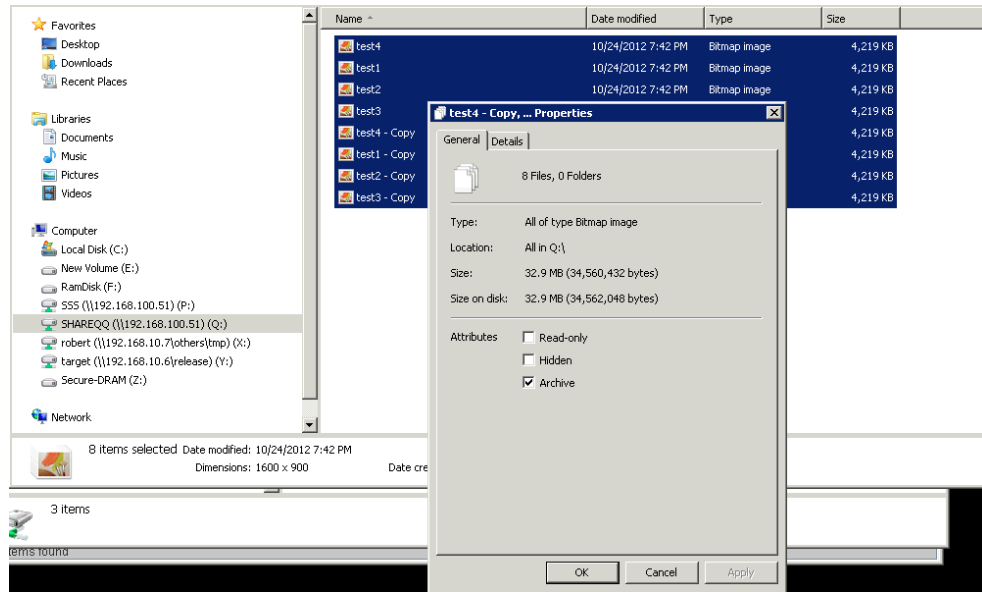 Favorites
Desktop
Downloads
Recent Places
Libraries
Documents
Music
Pictures
Videos
Computer
Local Disk (C:)
New Volume (E:)
RamDisk (F:)
SSS (\\192.168.100.51) (P:)
SHAREQQ (\\192.168.100.51) (Q:)
robert (\\192.168.10.7\others\tmp) (X:)
target (\\192.168.10.6\release) (Y:)
Secure-DRAM (Z:)
Network
Name Date modified Type Size
test4 10/24/2012 7:42 PM Bitmap image 4,219 KB
test1 10/24/2012 7:42 PM Bitmap image 4,219 KB
test2 10/24/2012 7:42 PM Bitmap image 4,219 KB
test3 4,219 KB
test4 - Copy 4,219 KB
test1 - Copy 4,219 KB
test2 - Copy 4,219 KB
test3 - Copy 4,219 KB
test4 - Copy, ... Properties
General Details
8 Files, 0 Folders
Type: All of type Bitmap image
Location: All in Q:\
Size: 32.9 MB (34,560,432 bytes)
Size on disk: 32.9 MB (34,562,048 bytes)
Attributes Read-only
Hidden
Archive
OK Cancel Apply
8 items selected Date modified: 10/24/2012 7:42 PM
Dimensions: 1600 x 900 Date cre
3 items
ems found